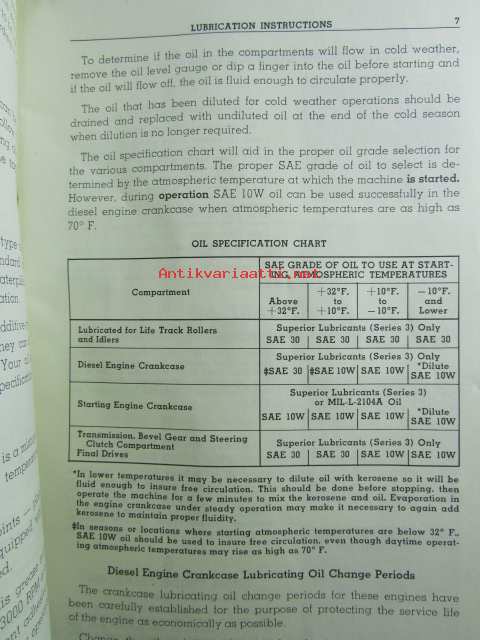 LUBRICATION INSTRUCTIONS 7
To determine if the oil in the compartments will flow in cold weather,
remove the oil level gauge or dip a finger into the oil before starting and
if the oil will flow off, the oil is fluid enough to circulate properly.
The oil that has been diluted for cold weather operations should be
drained and replaced with undiluted oil at the end of the cold season
when dilution is no longer required.
The oil specification chart will aid in the proper oil grade selection for
the various compartments. The proper SAE grade of oil to select is de-
termined by the atmospheric temperature at which the machine is started.
However, during operation SAE 10W oil can be used successfully in the
diesel engine crankcase when atmospheric temperatures are as high as
70° F.
OIL SPECIFICATION CHART
Compartment
SAE GRADE OF OIL TO USE AT START-
ING, ATMOSPHERIC TEMPERATURES
Antikvariaatti.net
Above
+32°F.
+32°F.
to
+10°F.
+10°F.
to
−10°F.
−10°F.
and
Lower
Lubricated for Life Track Rollers
and Idlers
Superior Lubricants (Series 3) Only
SAE 30 SAE 30 SAE 30 SAE 30
Diesel Engine Crankcase
Superior Lubricants (Series 3) Only
‡SAE 30 ‡SAE 10W SAE 10W *Dilute
SAE 10W
Starting Engine Crankcase
Superior Lubricants (Series 3)
or MIL-L-2104A Oil
SAE 10W SAE 10W SAE 10W *Dilute
SAE 10W
Transmission, Bevel Gear and Steering
Clutch Compartment
Final Drives
Superior Lubricants (Series 3) Only
SAE 30 SAE 30 SAE 10W SAE 10W
*In lower temperatures it may be necessary to dilute oil with kerosene so it will be
fluid enough to insure free circulation. This should be done before stopping, then
operate the machine for a few minutes to mix the kerosene and oil. Evaporation in
the engine crankcase under steady operation may make it necessary to again add
kerosene to maintain proper fluidity.
‡In seasons or locations where starting atmospheric temperatures are below 32° F.,
SAE 10W oil should be used to insure free circulation, even though daytime operat-
ing atmospheric temperatures may rise as high as 70° F.
Diesel Engine Crankcase Lubricating Oil Change Periods
The crankcase lubricating oil change periods for these engines have
been carefully established for the purpose of protecting the service life
of the engine as economically as possible.